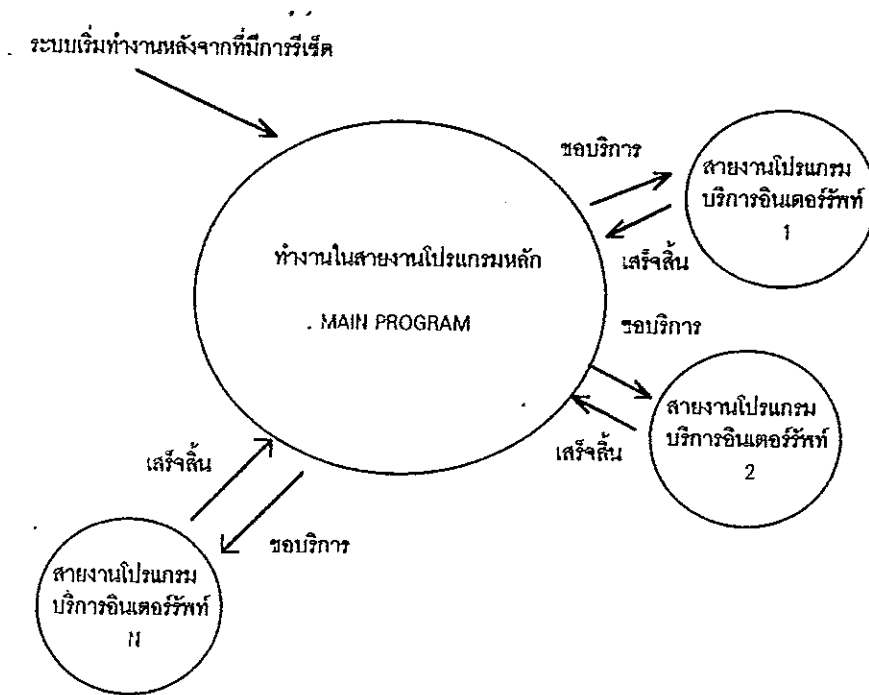 ระบบเริ่มทำงานหลังจากที่มีการรีเซ็ต
ขอบริการ
สายงานโปรแกรม
บริการอินเตอร์รัพท์
1
เสร็จสิ้น
ทำงานในสายงานโปรแกรมหลัก
MAIN PROGRAM
ขอบริการ
สายงานโปรแกรม
บริการอินเตอร์รัพท์
2
เสร็จสิ้น
เสร็จสิ้น
ขอบริการ
สายงานโปรแกรม
บริการอินเตอร์รัพท์
N